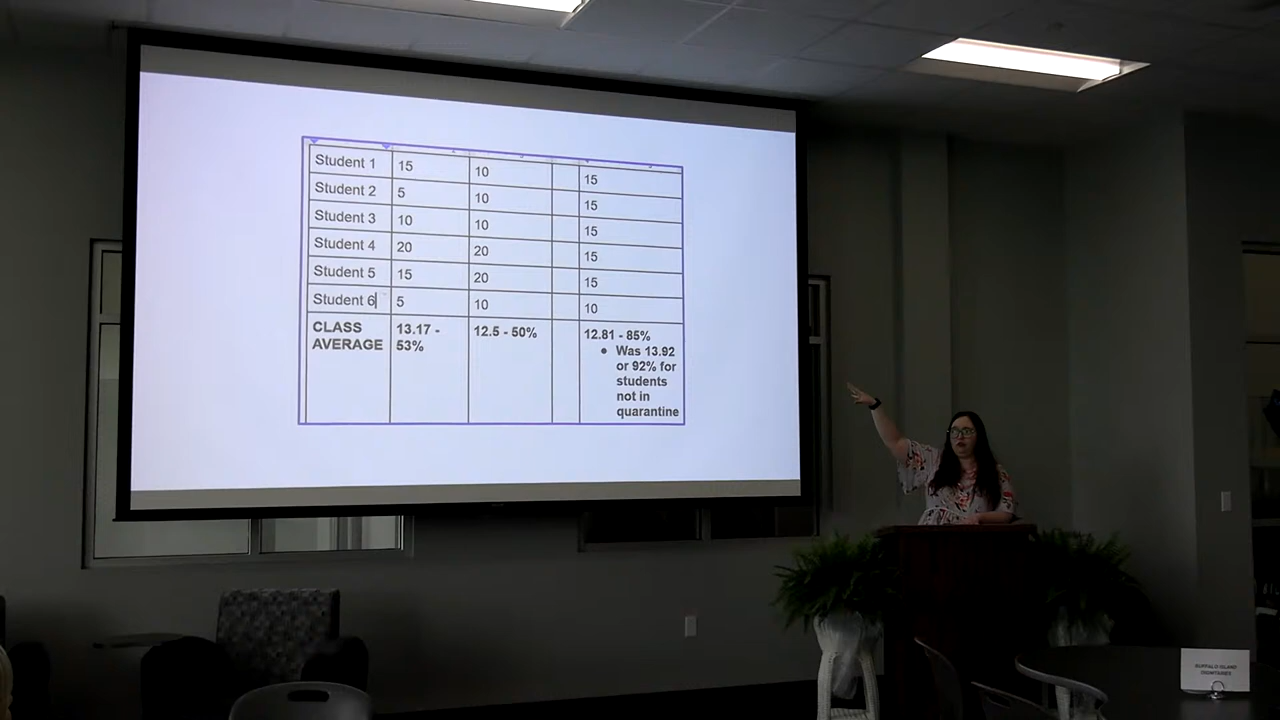 Student 1 15 10 15
Student 2 5 10 15
Student 3 10 10 15
Student 4 20 20 15
Student 5 15 20 15
Student 6 5 10 10
CLASS AVERAGE 13.17 - 53% 12.5 - 50% 12.81 - 85%
• Was 13.92
or 92% for
students
not in
quarantine
BUFFALO ISLAND